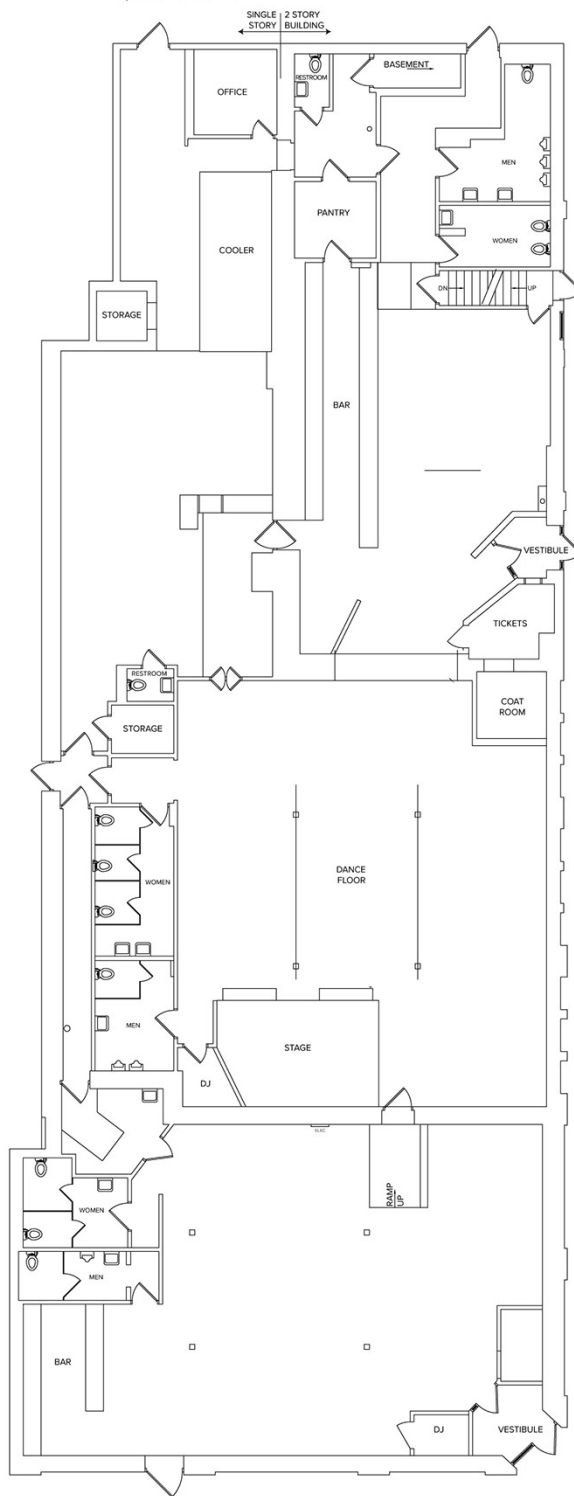 SINGLE STORY
2 STORY BUILDING
OFFICE
RESTROOM
BASEMENT
MEN
PANTRY
COOLER
WOMEN
DN
UP
STORAGE
BAR
VESTIBULE
TICKETS
RESTROOM
COAT
ROOM
STORAGE
DANCE
FLOOR
WOMEN
MEN
STAGE
DJ
ELEC
RAMP
UP
WOMEN
MEN
BAR
DJ
VESTIBULE